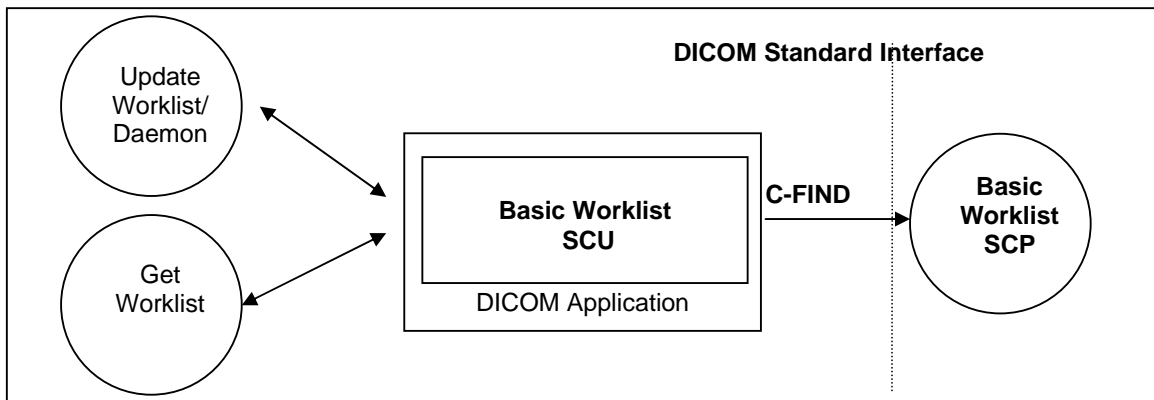 DICOM Standard Interface
Update
Worklist/
Daemon
Basic Worklist
SCU
DICOM Application
C-FIND
Basic
Worklist
SCP
Get
Worklist